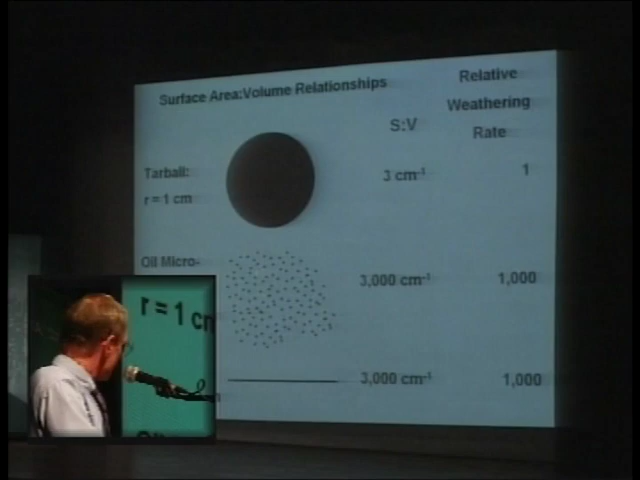 Surface Area:Volume Relationships
Relative
Weathering
Rate
S:V
Tarball:
r = 1 cm
3 cm⁻¹
1
Oil Micro-
3,000 cm⁻¹
1,000
3,000 cm⁻¹
1,000
r = 1 cm